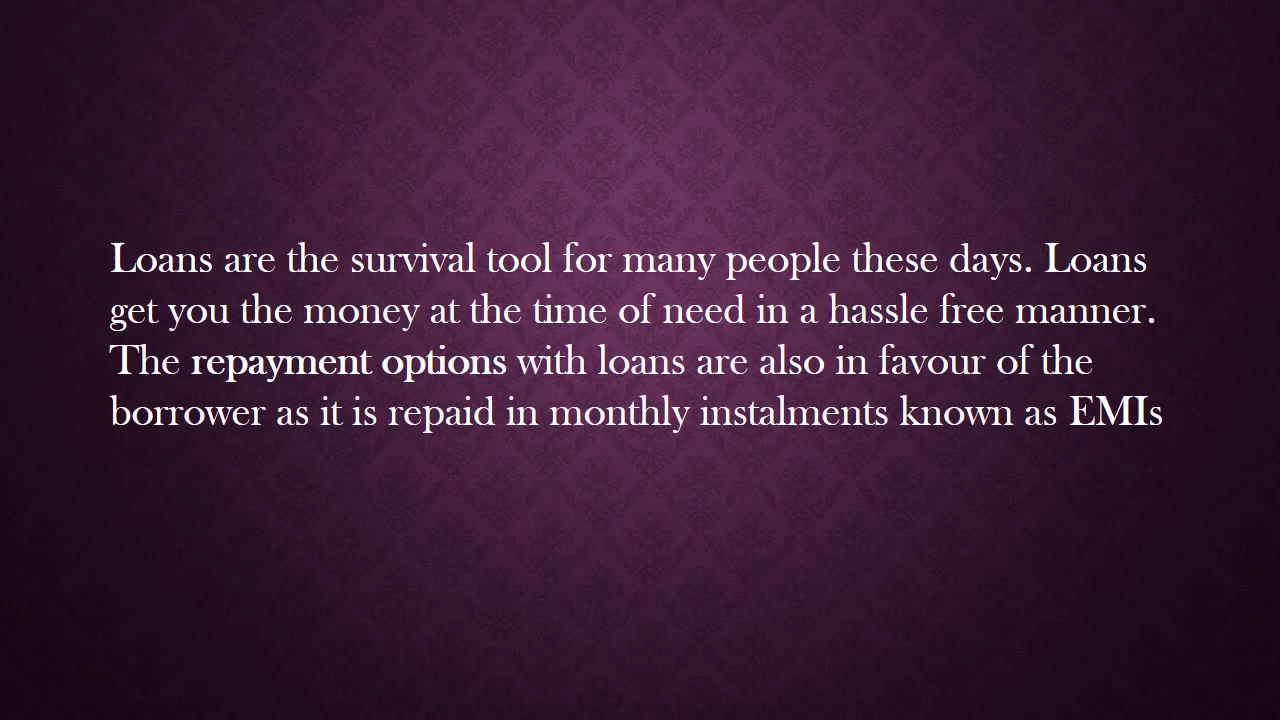 Loans are the survival tool for many people these days. Loans
get you the money at the time of need in a hassle free manner.
The repayment options with loans are also in favour of the
borrower as it is repaid in monthly instalments known as EMIs